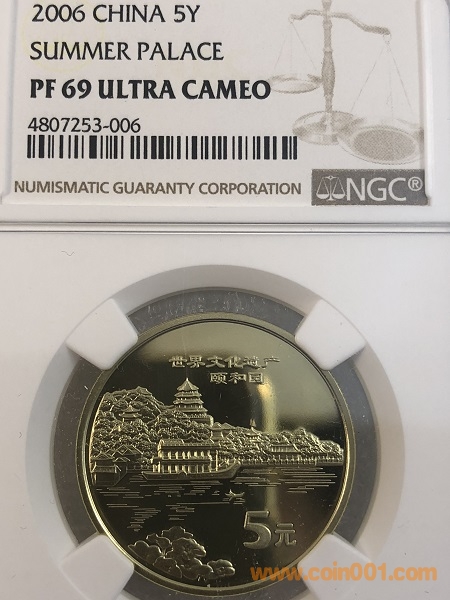 2006 CHINA 5Y
SUMMER PALACE
PF 69 ULTRA CAMEO
4807253-006
NUMISMATIC GUARANTY CORPORATION
NGC®
世界文化遗产
颐和园
5元
www.coin001.com